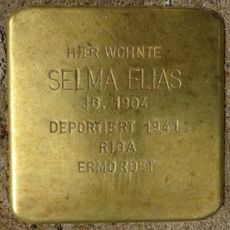 HIER WOHNTE
SELMA ELIAS
JG. 1904
DEPORTIERT 1941
RIGA
ERMORDET